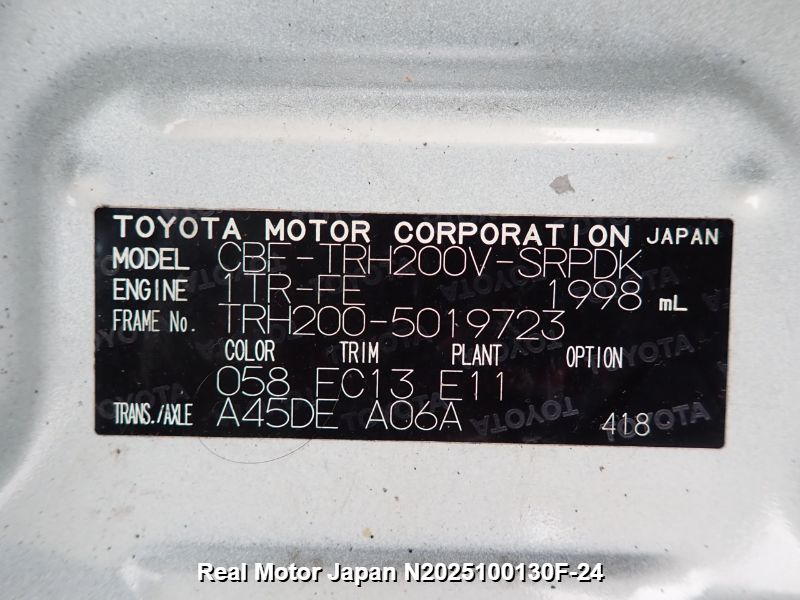 TOYOTA MOTOR CORPORATION JAPAN
MODEL CBF-TRH200V-SRPDK
ENGINE 1TR-FE 1998 mL
FRAME No. TRH200-5019723
COLOR TRIM PLANT OPTION
058 FC13 E11
TRANS./AXLE A45DE A06A 418
Real Motor Japan N2025100130F-24